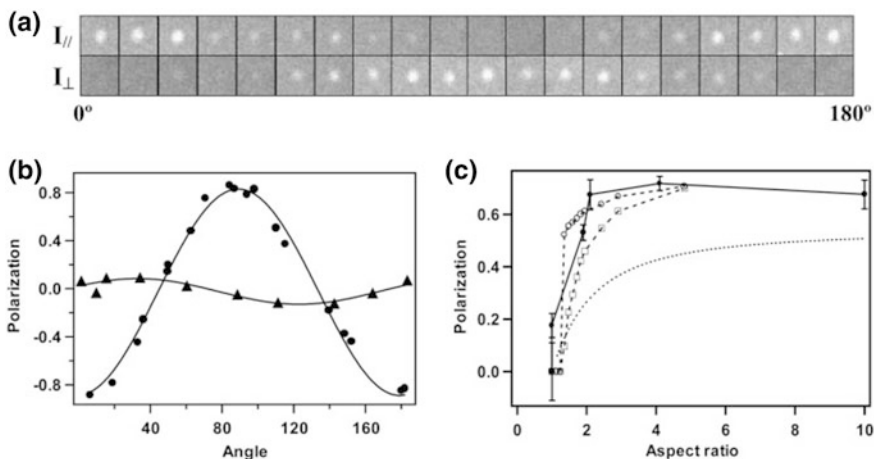 (a)
I//
I⊥
0° 180°
(b)
Polarization
0.8
0.4
0.0
-0.4
-0.8
40 80 120 160
Angle
(c)
Polarization
0.6
0.4
0.2
0.0
0 2 4 6 8 10
Aspect ratio